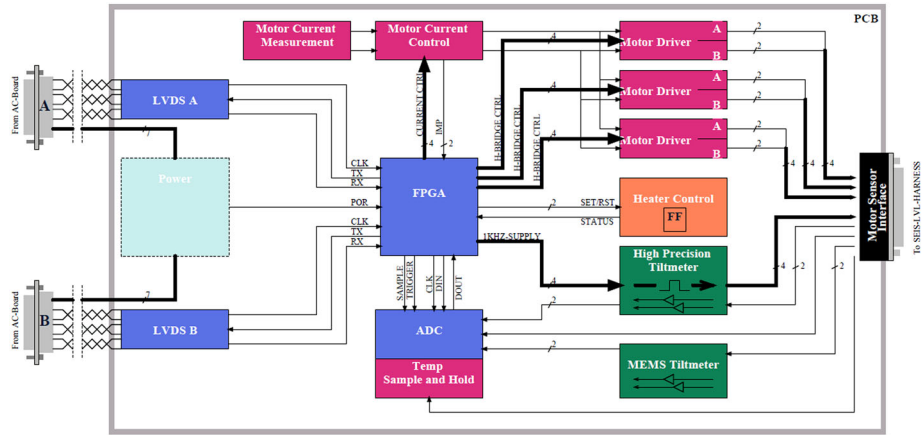 PCB
Motor Current
Measurement
Motor Current
Control
4
A
2
Motor Driver
B
2
From AC-Board
A
LVDS A
7
CURRENT CTRL
4
IMP
2
H-BRIDGE CTRL
H-BRIDGE CTRL
H-BRIDGE CTRL
4
A
2
Motor Driver
B
2
4
A
2
Motor Driver
B
2
4
4
4
Power
CLK
TX
RX
FPGA
POR
CLK
TX
RX
2
SET/RST
STATUS
Heater Control
FF
Motor Sensor
Interface
To SEIS-LVL-HARNESS
1KHZ-SUPPLY
4
High Precision
Tiltmeter
4
2
2
From AC-Board
B
7
LVDS B
SAMPLE
TRIGGER
CLK
DIN
DOUT
2
ADC
2
Temp
Sample and Hold
MEMS Tiltmeter